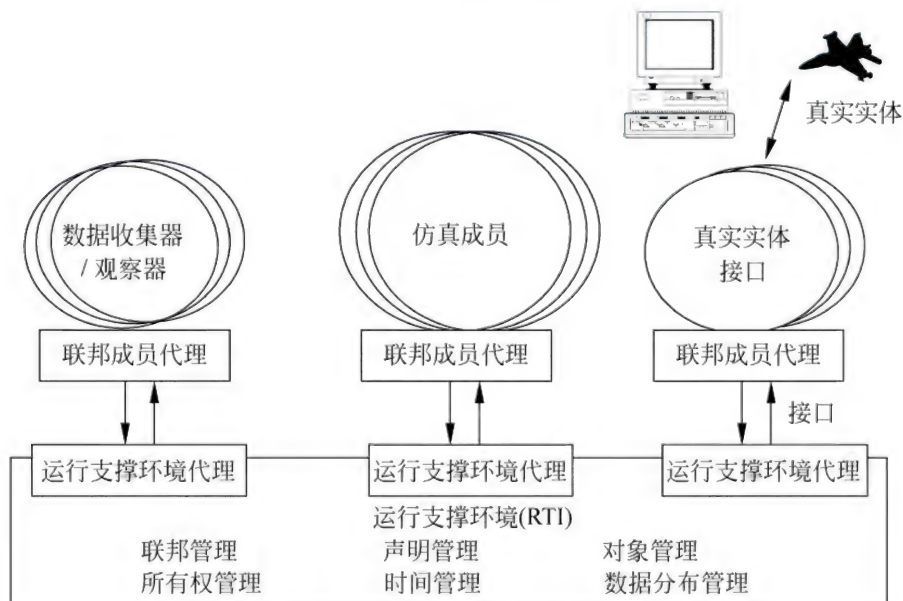 真实实体
数据收集器
/ 观察器
仿真成员
真实实体
接口
联邦成员代理
联邦成员代理
联邦成员代理
接口
运行支撑环境代理
运行支撑环境代理
运行支撑环境代理
运行支撑环境(RTI)
联邦管理 声明管理 对象管理
所有权管理 时间管理 数据分布管理